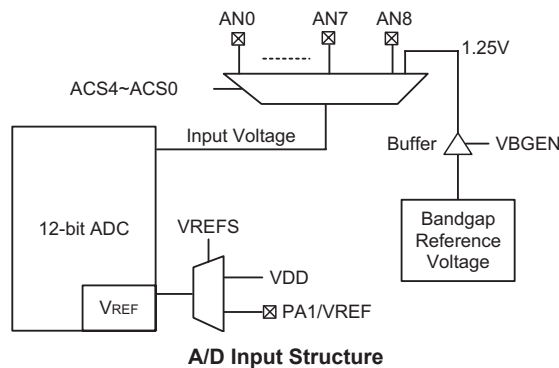 AN0
AN7
AN8
1.25V
ACS4~ACS0
Input Voltage
Buffer
VBGEN
12-bit ADC
VREFS
Bandgap
Reference
Voltage
VDD
VREF
PA1/VREF
A/D Input Structure